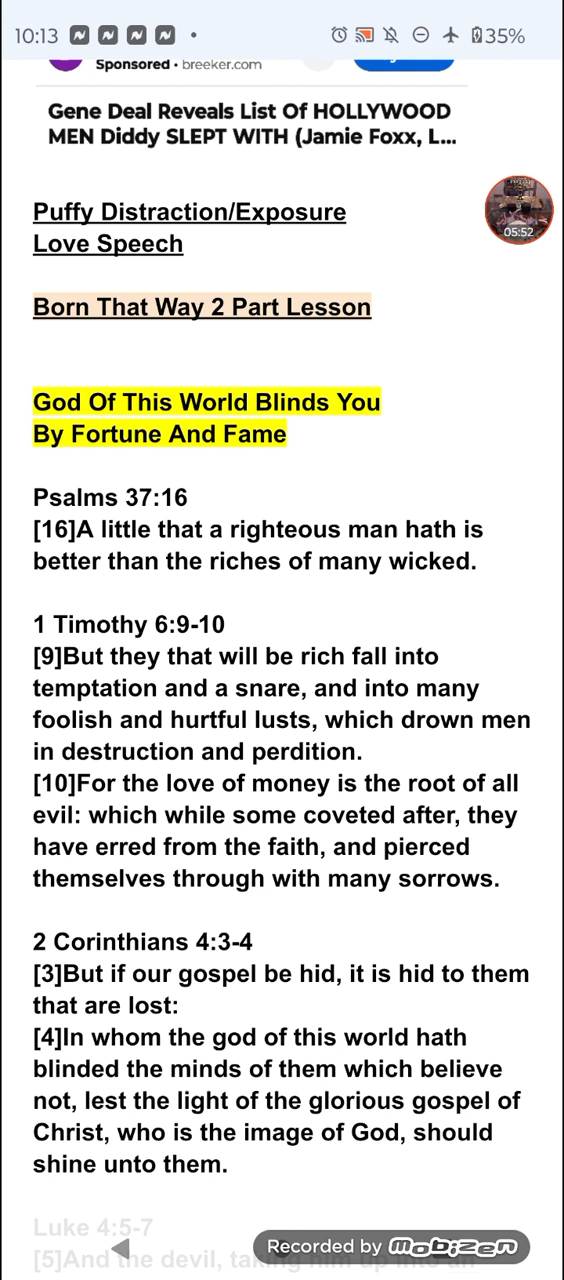 10:13
35%
Sponsored • breeker.com
Gene Deal Reveals List Of HOLLYWOOD
MEN Diddy SLEPT WITH (Jamie Foxx, L...
Puffy Distraction/Exposure
Love Speech
05:52
Born That Way 2 Part Lesson
God Of This World Blinds You
By Fortune And Fame
Psalms 37:16
[16]A little that a righteous man hath is
better than the riches of many wicked.
1 Timothy 6:9-10
[9]But they that will be rich fall into
temptation and a snare, and into many
foolish and hurtful lusts, which drown men
in destruction and perdition.
[10]For the love of money is the root of all
evil: which while some coveted after, they
have erred from the faith, and pierced
themselves through with many sorrows.
2 Corinthians 4:3-4
[3]But if our gospel be hid, it is hid to them
that are lost:
[4]In whom the god of this world hath
blinded the minds of them which believe
not, lest the light of the glorious gospel of
Christ, who is the image of God, should
shine unto them.
Luke 4:5-7
[5]And the devil, taking him up into an
Recorded by Mobizen